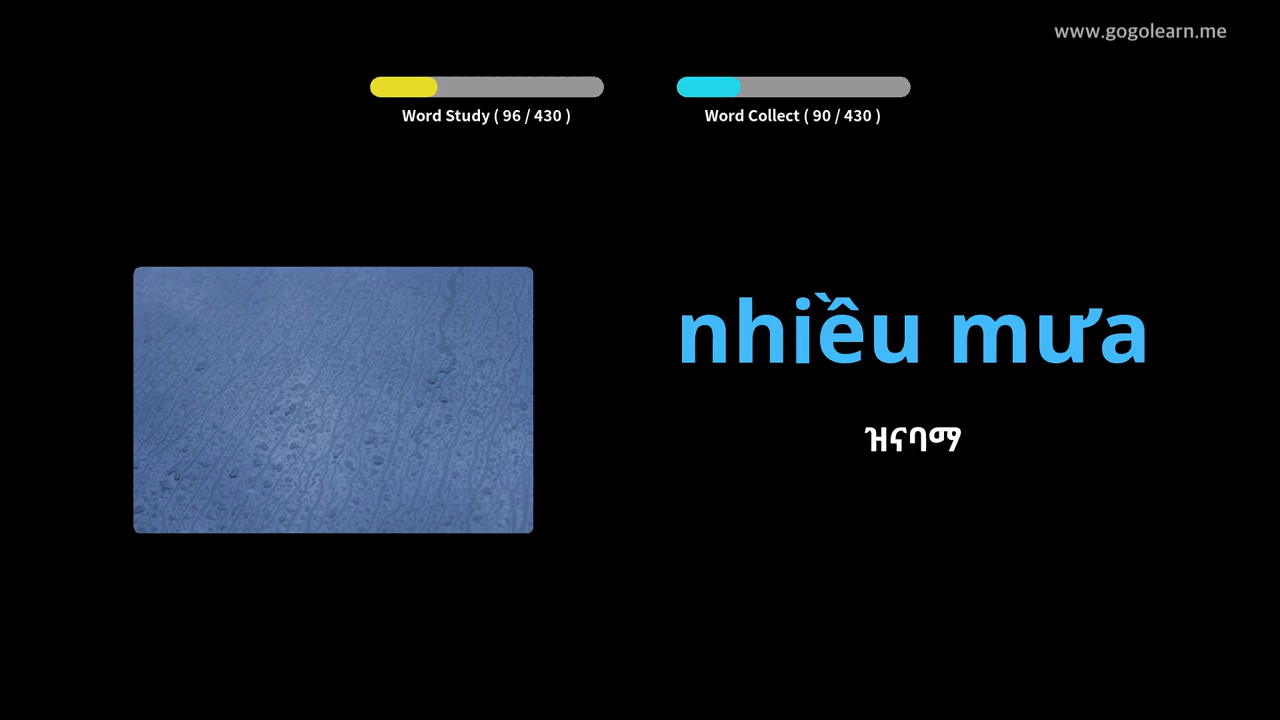 www.gogolearn.me
Word Study ( 96 / 430 )
Word Collect ( 90 / 430 )
nhiều mưa
ዝናባማ